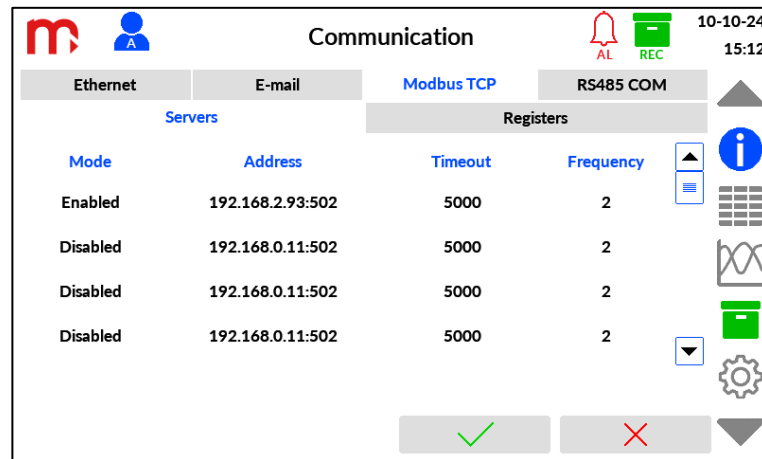 m A Communication AL REC 10-10-24
15:12
Ethernet E-mail Modbus TCP RS485 COM
Servers Registers
Mode Address Timeout Frequency
Enabled 192.168.2.93:502 5000 2
Disabled 192.168.0.11:502 5000 2
Disabled 192.168.0.11:502 5000 2
Disabled 192.168.0.11:502 5000 2